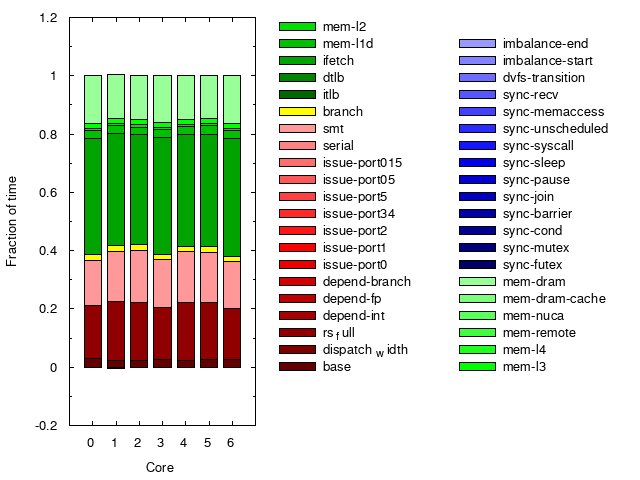 1.2
1
0.8
0.6
0.4
0.2
0
-0.2
Fraction of time
0 1 2 3 4 5 6
Core
mem-l2
mem-l1d
ifetch
dtlb
itlb
branch
smt
serial
issue-port015
issue-port05
issue-port5
issue-port34
issue-port2
issue-port1
issue-port0
depend-branch
depend-fp
depend-int
rs f ull
dispatch w idth
base
imbalance-end
imbalance-start
dvfs-transition
sync-recv
sync-memaccess
sync-unscheduled
sync-syscall
sync-sleep
sync-pause
sync-join
sync-barrier
sync-cond
sync-mutex
sync-futex
mem-dram
mem-dram-cache
mem-nuca
mem-remote
mem-l4
mem-l3